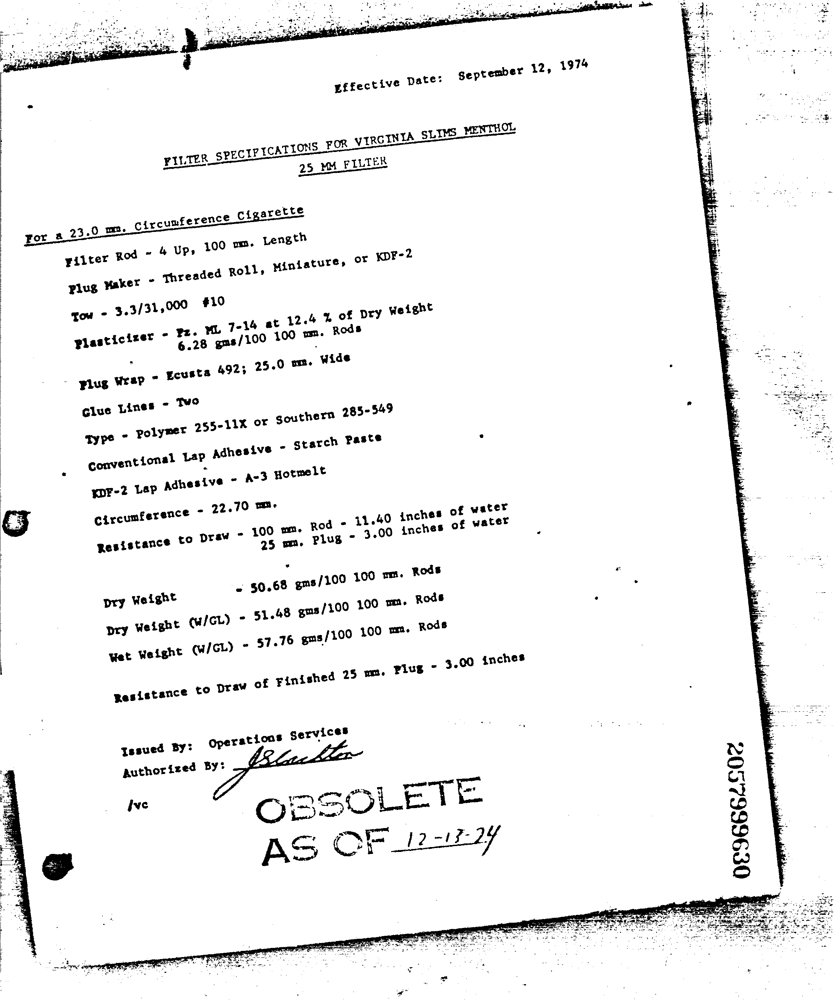 Effective Date: September 12, 1974
FILTER SPECIFICATIONS FOR VIRGINIA SLIMS MENTHOL
25 MM FILTER
For a 23.0 mm. Circumference Cigarette
Filter Rod - 4 Up, 100 mm. Length
Plug Maker - Threaded Roll, Miniature, or KDF-2
Tow - 3.3/31,000 #10
Plasticizer - Pz. ML 7-14 at 12.4 % of Dry Weight
6.28 gms/100 100 mm. Rods
Plug Wrap - Ecusta 492; 25.0 mm. Wide
Glue Lines - Two
Type - Polymer 255-11X or Southern 285-549
Conventional Lap Adhesive - Starch Paste
KDF-2 Lap Adhesive - A-3 Hotmelt
Circumference - 22.70 mm.
Resistance to Draw - 100 mm. Rod - 11.40 inches of water
25 mm. Plug - 3.00 inches of water
Dry Weight - 50.68 gms/100 100 mm. Rods
Dry Weight (W/GL) - 51.48 gms/100 100 mm. Rods
Wet Weight (W/GL) - 57.76 gms/100 100 mm. Rods
Resistance to Draw of Finished 25 mm. Plug - 3.00 inches
Issued By: Operations Services
Authorized By:
/vc
OBSOLETE
AS OF 12-13-74
2057999630